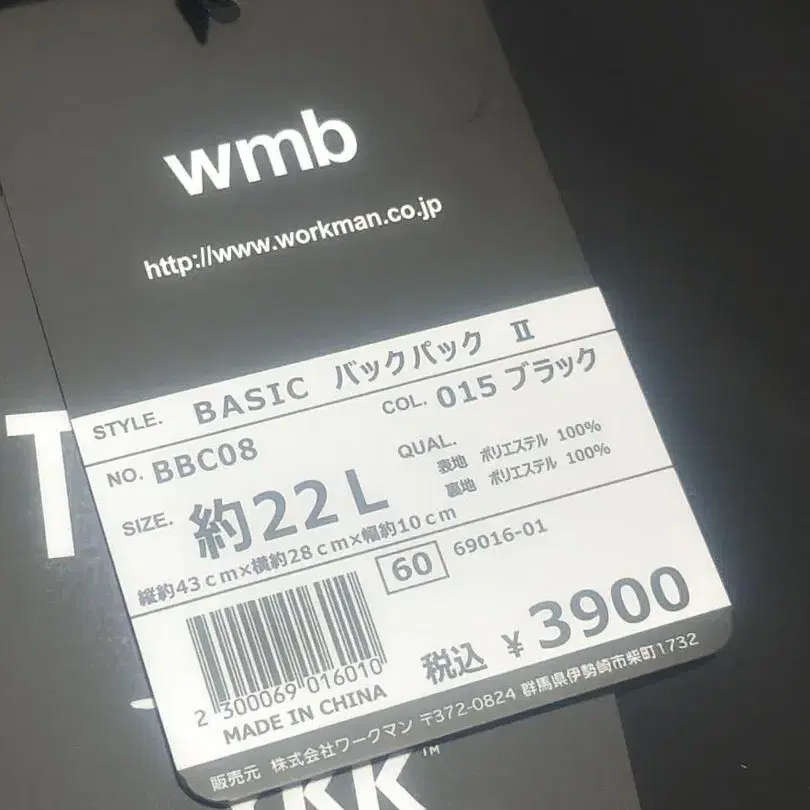 wmb
http://www.workman.co.jp
STYLE. BASIC バックパック Ⅱ
NO. BBC08 COL. 015 ブラック
SIZE. 約22L QUAL. 表地 ポリエステル 100%
裏地 ポリエステル 100%
縦約43cm×横約28cm×幅約10cm
60 69016-01
2 300069 016010
MADE IN CHINA
税込 ¥3900
販売元 株式会社ワークマン 〒372-0824 群馬県伊勢崎市柴町1732
T
KK™